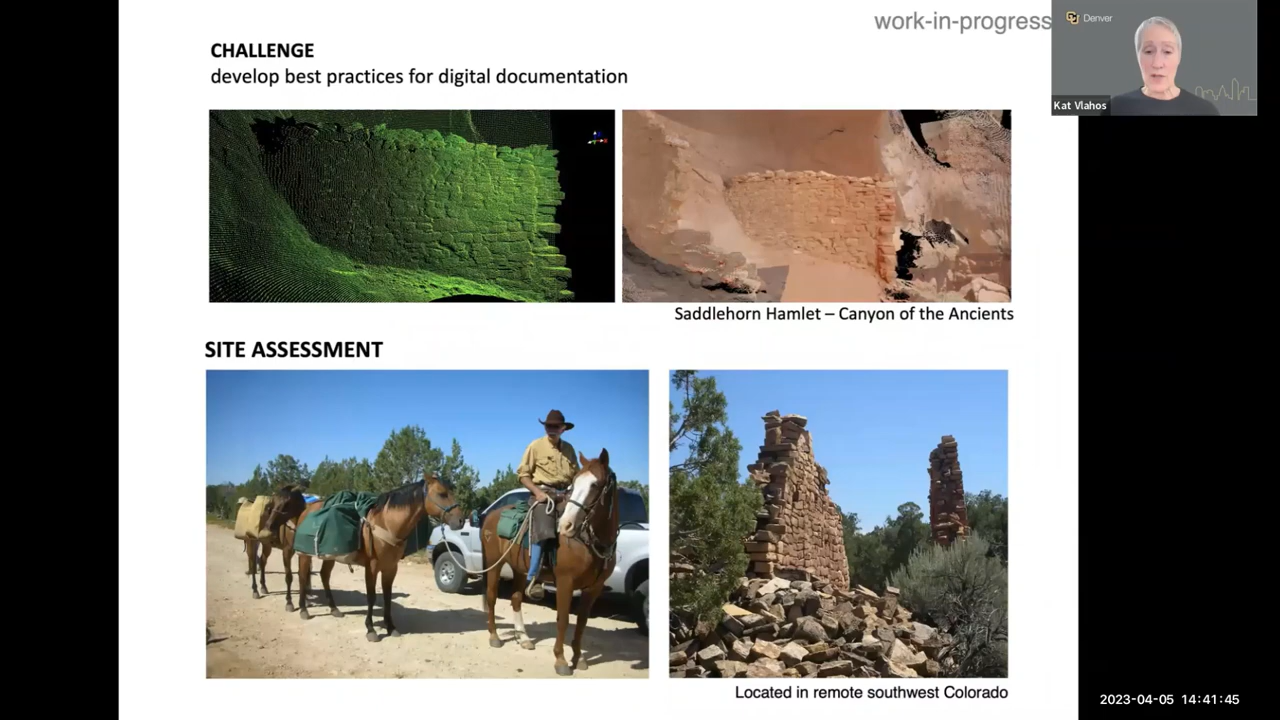 work-in-progress
Denver
CHALLENGE
develop best practices for digital documentation
Kat Vlahos
Saddlehorn Hamlet – Canyon of the Ancients
SITE ASSESSMENT
Located in remote southwest Colorado
2023-04-05 14:41:45